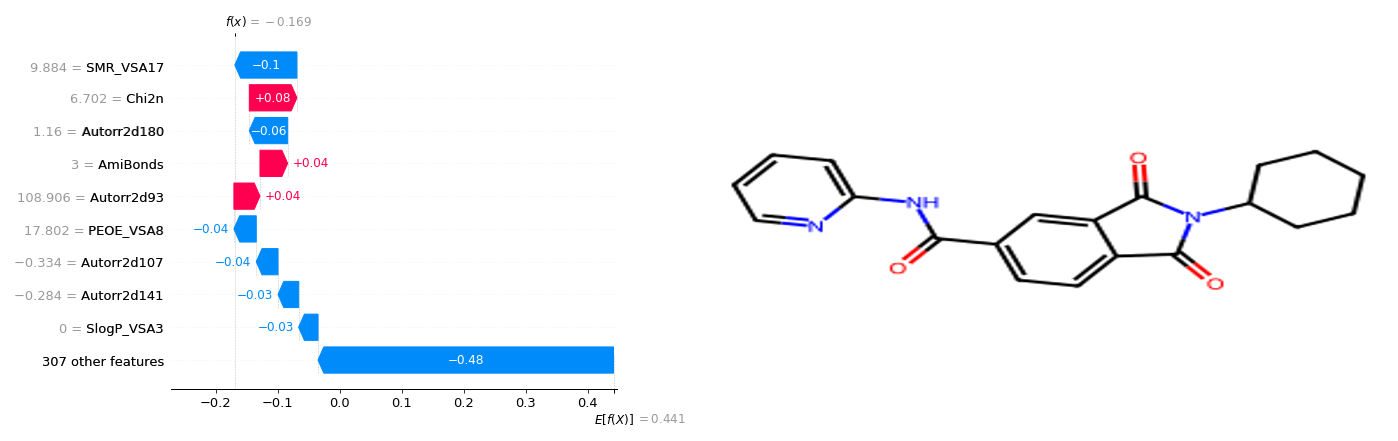 f(x) = −0.169
9.884 = SMR_VSA17
−0.1
6.702 = Chi2n
+0.08
1.16 = Autorr2d180
−0.06
3 = AmiBonds
+0.04
108.906 = Autorr2d93
+0.04
17.802 = PEOE_VSA8
−0.04
−0.334 = Autorr2d107
−0.04
−0.284 = Autorr2d141
−0.03
0 = SlogP_VSA3
−0.03
307 other features
−0.48
−0.2 −0.1 0.0 0.1 0.2 0.3 0.4
E[f(X)] = 0.441
O
NH
N
N
O
O